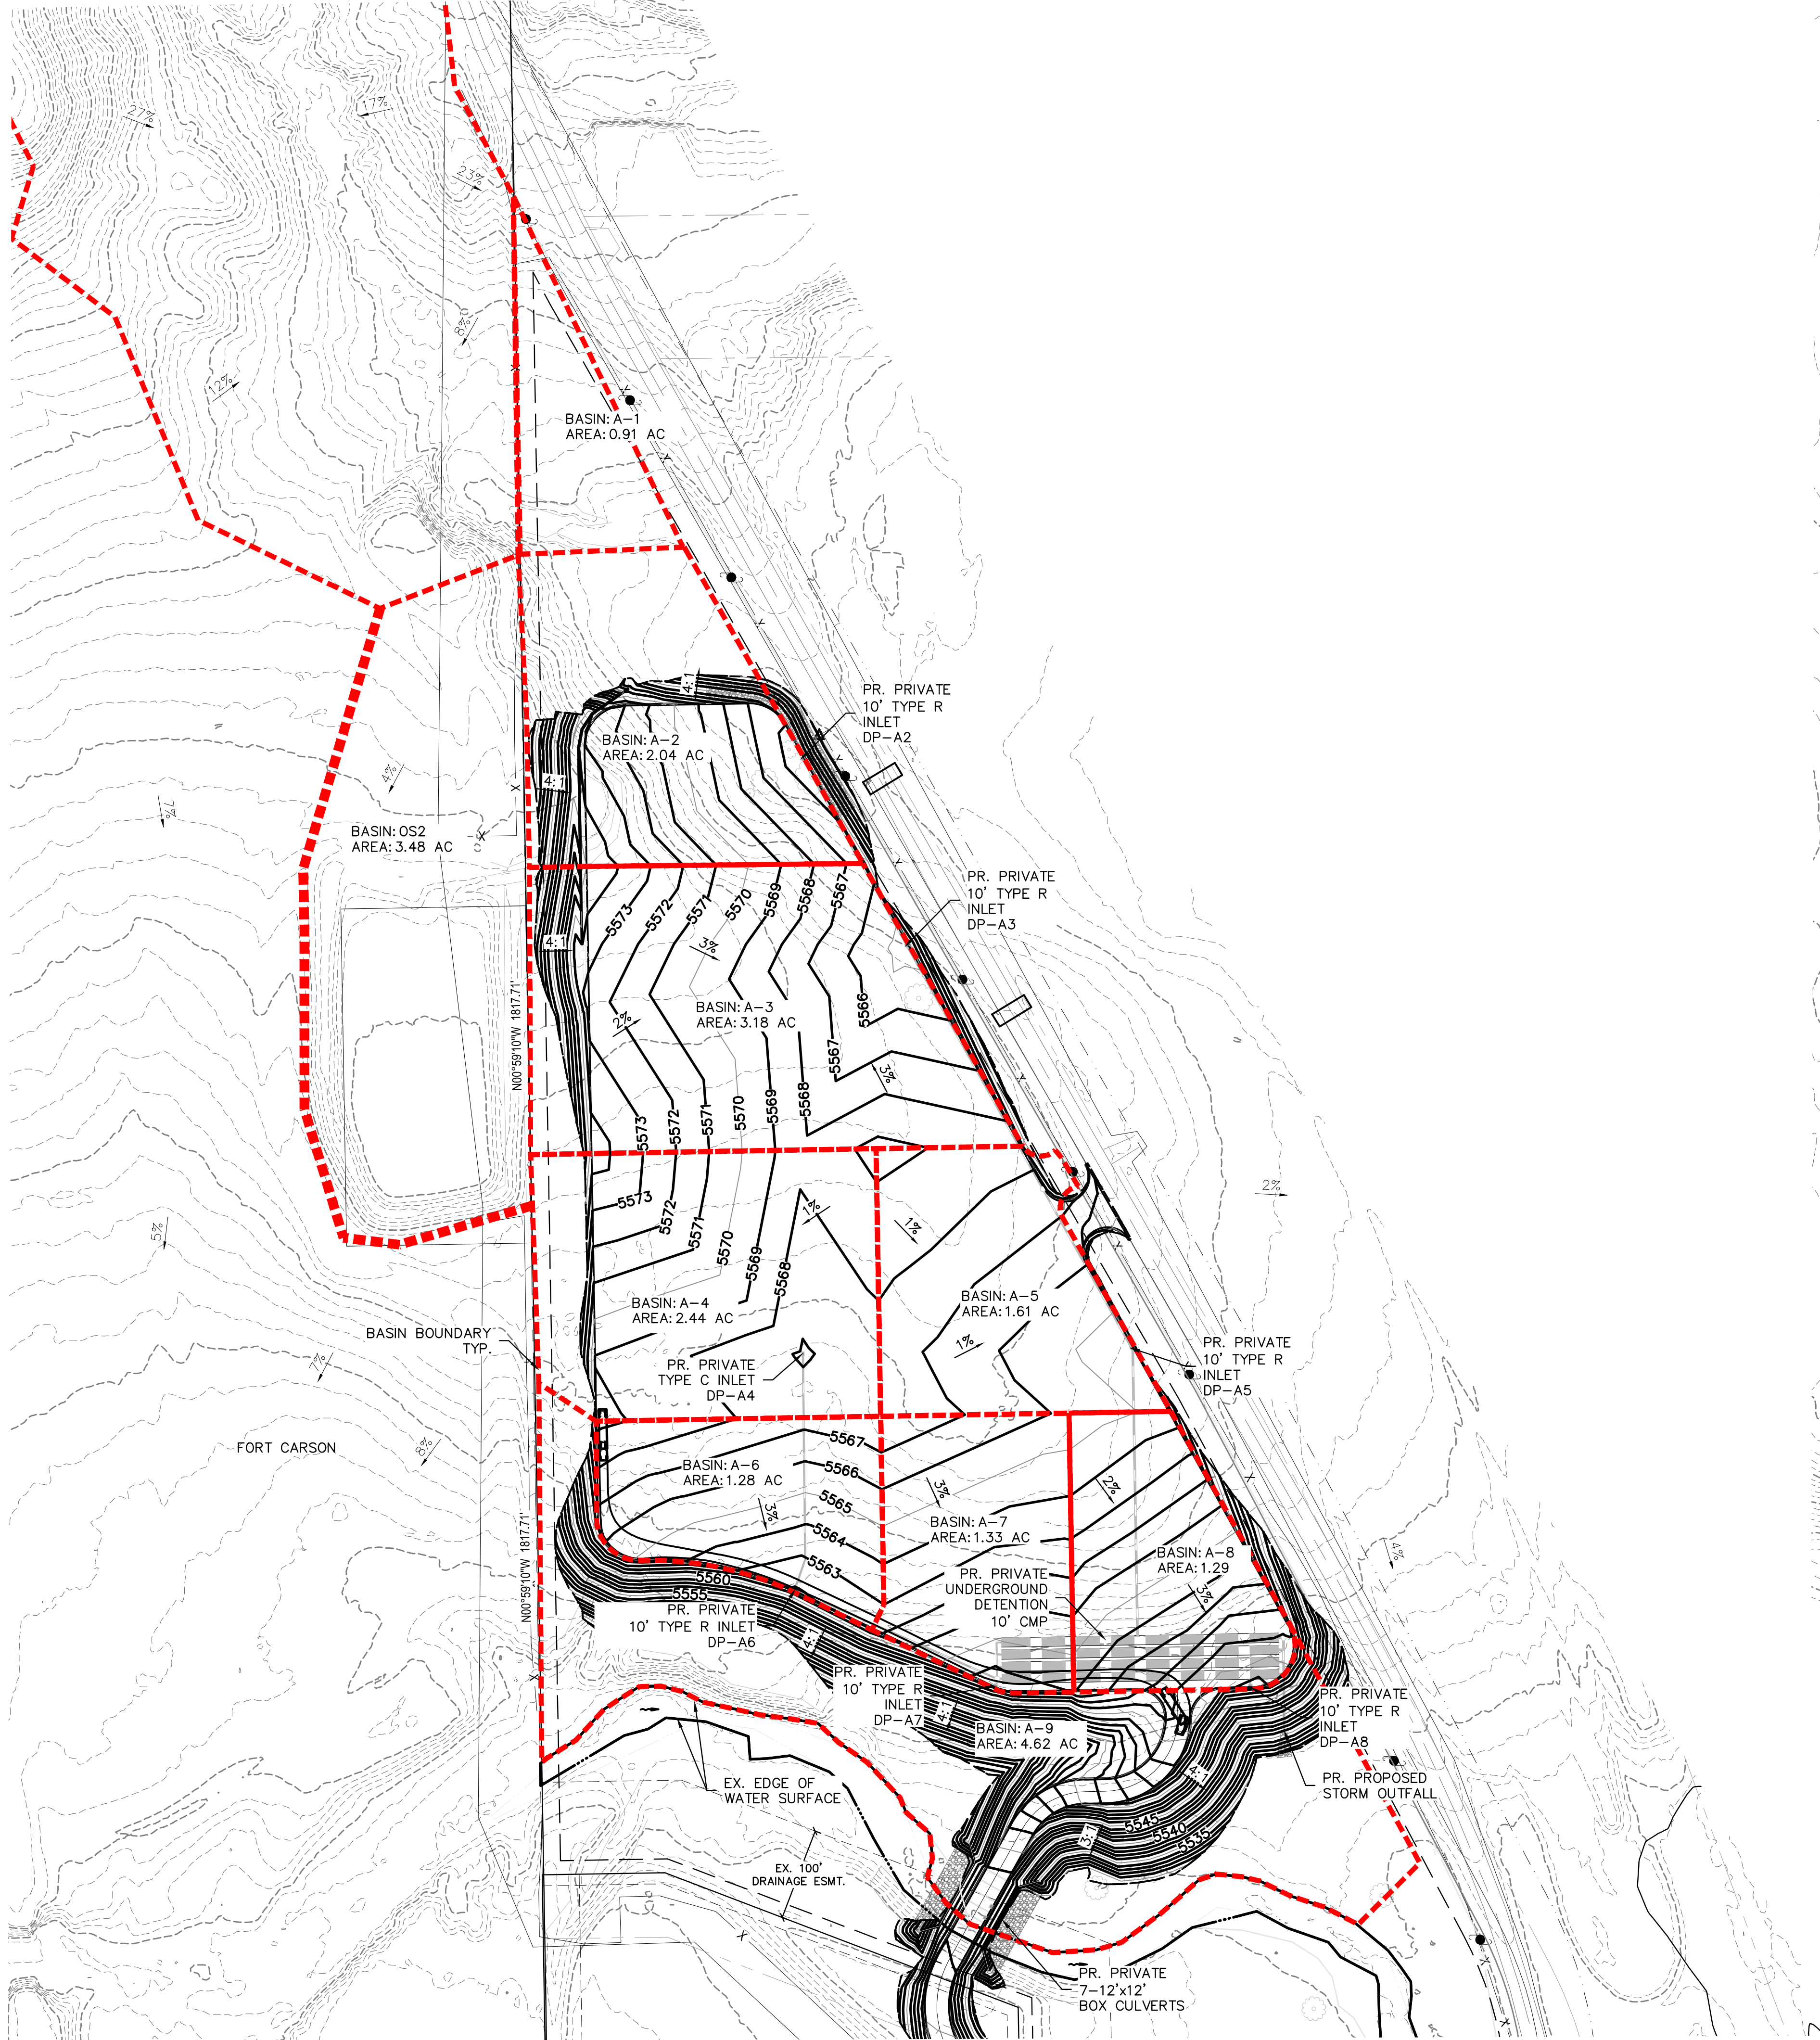 27%
17%
23%
8%
12%
BASIN: A-1
AREA: 0.91 AC
PR. PRIVATE
10' TYPE R
INLET
DP-A2
4:1
BASIN: A-2
AREA: 2.04 AC
4:1
4%
7%
BASIN: OS2
AREA: 3.48 AC
PR. PRIVATE
10' TYPE R
INLET
DP-A3
5573
5572
5571
5570
5569
5568
5567
4:1
3%
N00°59'10"W 1817.71'
BASIN: A-3
AREA: 3.18 AC
5566
2%
5567
3%
5573
5572
5571
5570
5569
5568
2%
5573
5572
5571
5570
5569
5568
1%
1%
5%
BASIN: A-4
AREA: 2.44 AC
BASIN: A-5
AREA: 1.61 AC
BASIN BOUNDARY
TYP.
1%
7%
PR. PRIVATE
TYPE C INLET
DP-A4
PR. PRIVATE
10' TYPE R
INLET
DP-A5
FORT CARSON
8%
5567
BASIN: A-6
AREA: 1.28 AC
5566
3%
2%
5565
3%
5564
5563
BASIN: A-7
AREA: 1.33 AC
BASIN: A-8
AREA: 1.29
4%
N00°59'10"W 1817.71'
PR. PRIVATE
UNDERGROUND
DETENTION
10' CMP
3%
5560
5555
PR. PRIVATE
10' TYPE R INLET
DP-A6
4:1
PR. PRIVATE
10' TYPE R
INLET
DP-A7
4:1
BASIN: A-9
AREA: 4.62 AC
PR. PRIVATE
10' TYPE R
INLET
DP-A8
4:1
PR. PROPOSED
STORM OUTFALL
EX. EDGE OF
WATER SURFACE
5545
5540
5535
3:1
EX. 100'
DRAINAGE ESMT.
PR. PRIVATE
7-12'x12'
BOX CULVERTS